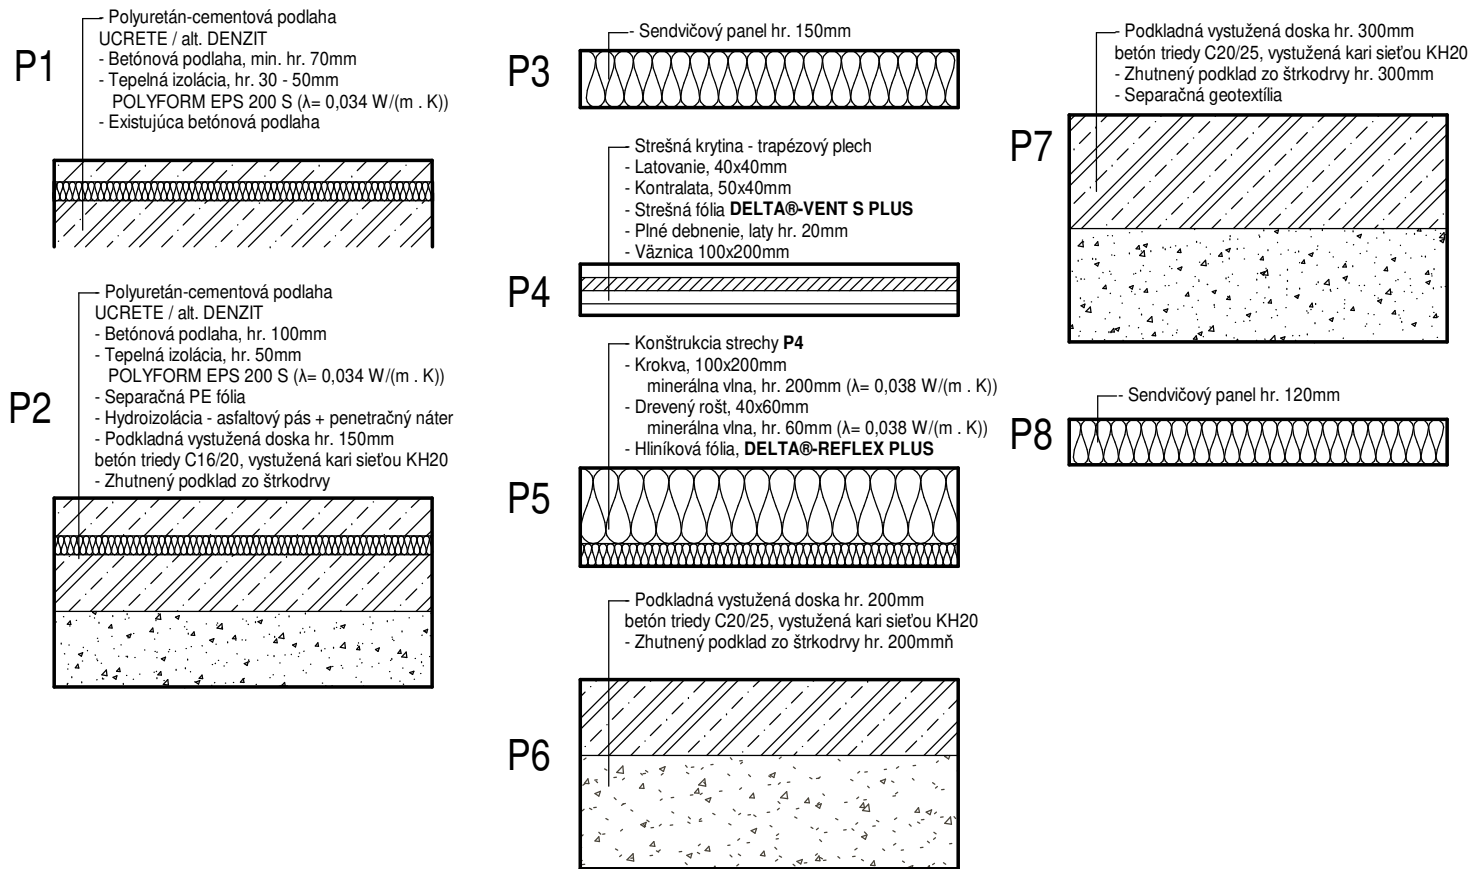 P1
- Polyuretán-cementová podlaha
UCRETE / alt. DENZIT
- Betónová podlaha, min. hr. 70mm
- Tepelná izolácia, hr. 30 - 50mm
POLYFORM EPS 200 S (λ= 0,034 W/(m . K))
- Existujúca betónová podlaha
P2
- Polyuretán-cementová podlaha
UCRETE / alt. DENZIT
- Betónová podlaha, hr. 100mm
- Tepelná izolácia, hr. 50mm
POLYFORM EPS 200 S (λ= 0,034 W/(m . K))
- Separačná PE fólia
- Hydroizolácia - asfaltový pás + penetračný náter
- Podkladná vystužená doska hr. 150mm
betón triedy C16/20, vystužená kari sieťou KH20
- Zhutnený podklad zo štrkodrvy
P3
- Sendvičový panel hr. 150mm
P4
- Strešná krytina - trapézový plech
- Latovanie, 40x40mm
- Kontralata, 50x40mm
- Strešná fólia DELTA®-VENT S PLUS
- Plné debnenie, laty hr. 20mm
- Väznica 100x200mm
P5
- Konštrukcia strechy P4
- Krokva, 100x200mm
minerálna vlna, hr. 200mm (λ= 0,038 W/(m . K))
- Drevený rošt, 40x60mm
minerálna vlna, hr. 60mm (λ= 0,038 W/(m . K))
- Hliníková fólia, DELTA®-REFLEX PLUS
P6
- Podkladná vystužená doska hr. 200mm
betón triedy C20/25, vystužená kari sieťou KH20
- Zhutnený podklad zo štrkodrvy hr. 200mmň
P7
- Podkladná vystužená doska hr. 300mm
betón triedy C20/25, vystužená kari sieťou KH20
- Zhutnený podklad zo štrkodrvy hr. 300mm
- Separačná geotextília
P8
- Sendvičový panel hr. 120mm